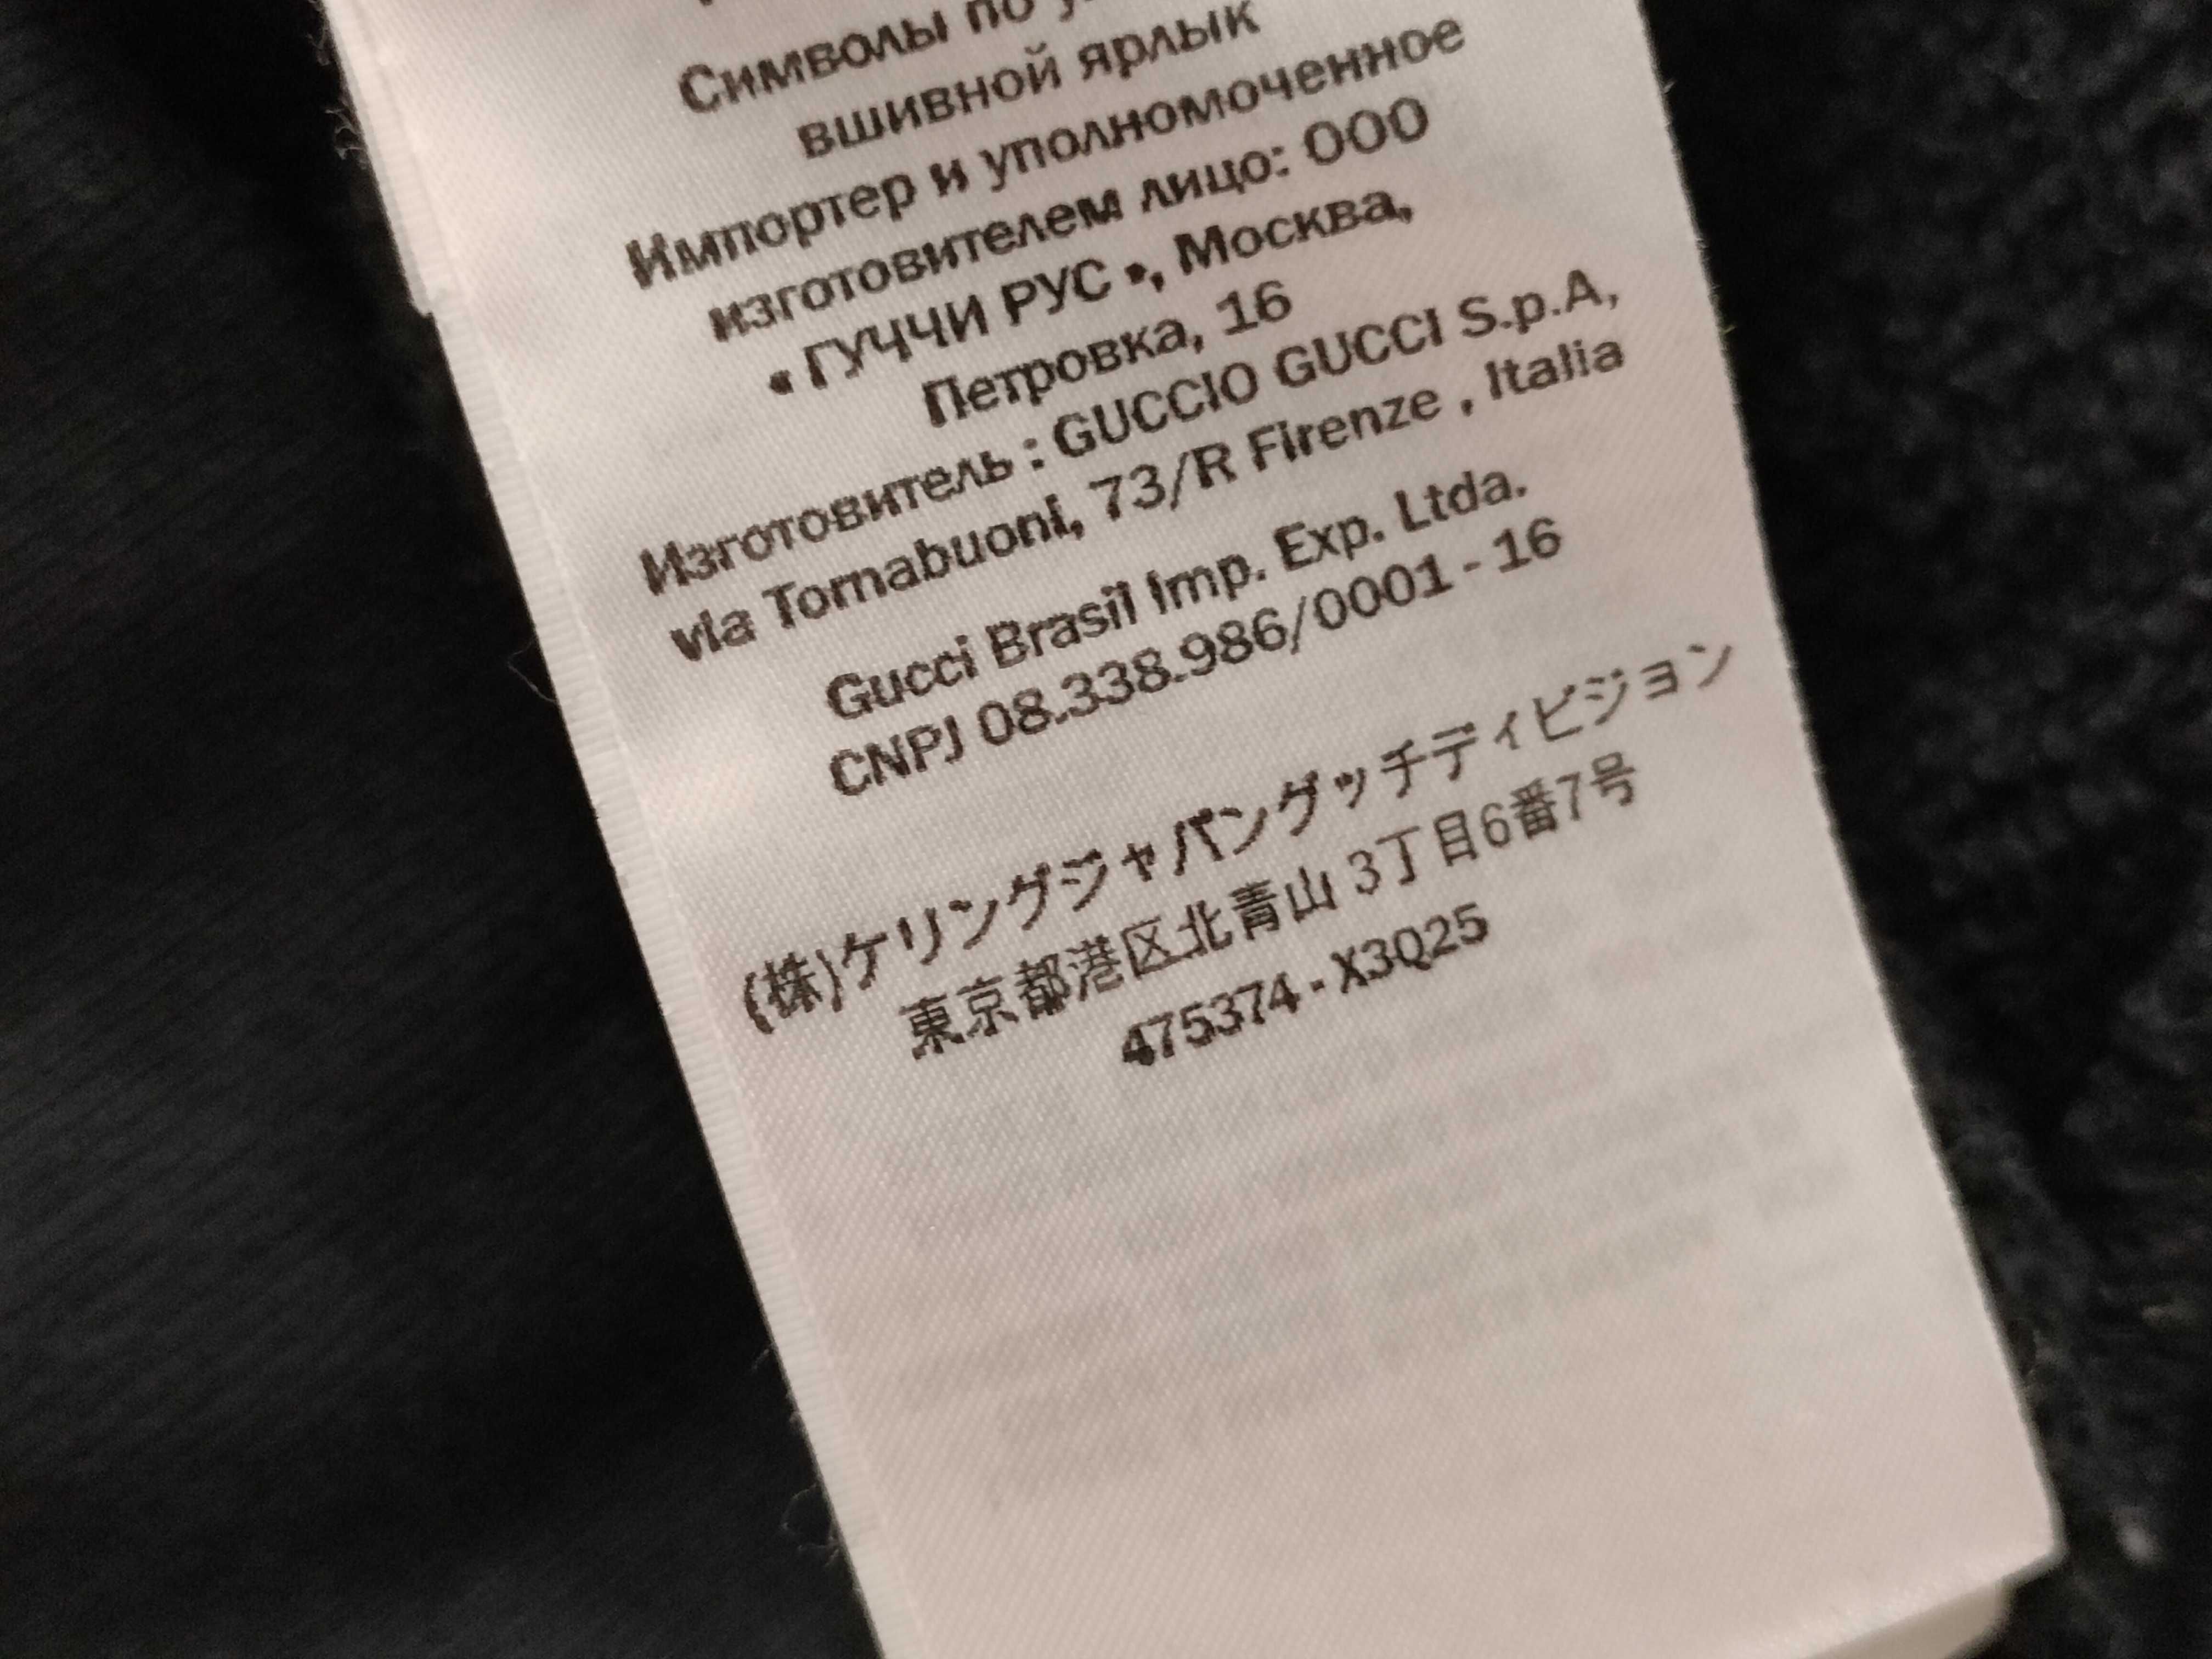 Символы по
вшивной ярлык
Импортер и уполномоченное
изготовителем лицо: ООО
« ГУЧЧИ РУС », Москва,
Петровка, 16
Изготовитель : GUCCIO GUCCI S.p.A,
via Tornabuoni, 73/R Firenze , Italia
Gucci Brasil Imp. Exp. Ltda.
CNPJ 08.338.986/0001 - 16
(株)ケリングジャパングッチディビジョン
東京都港区北青山 3丁目6番7号
475374 - X3Q25